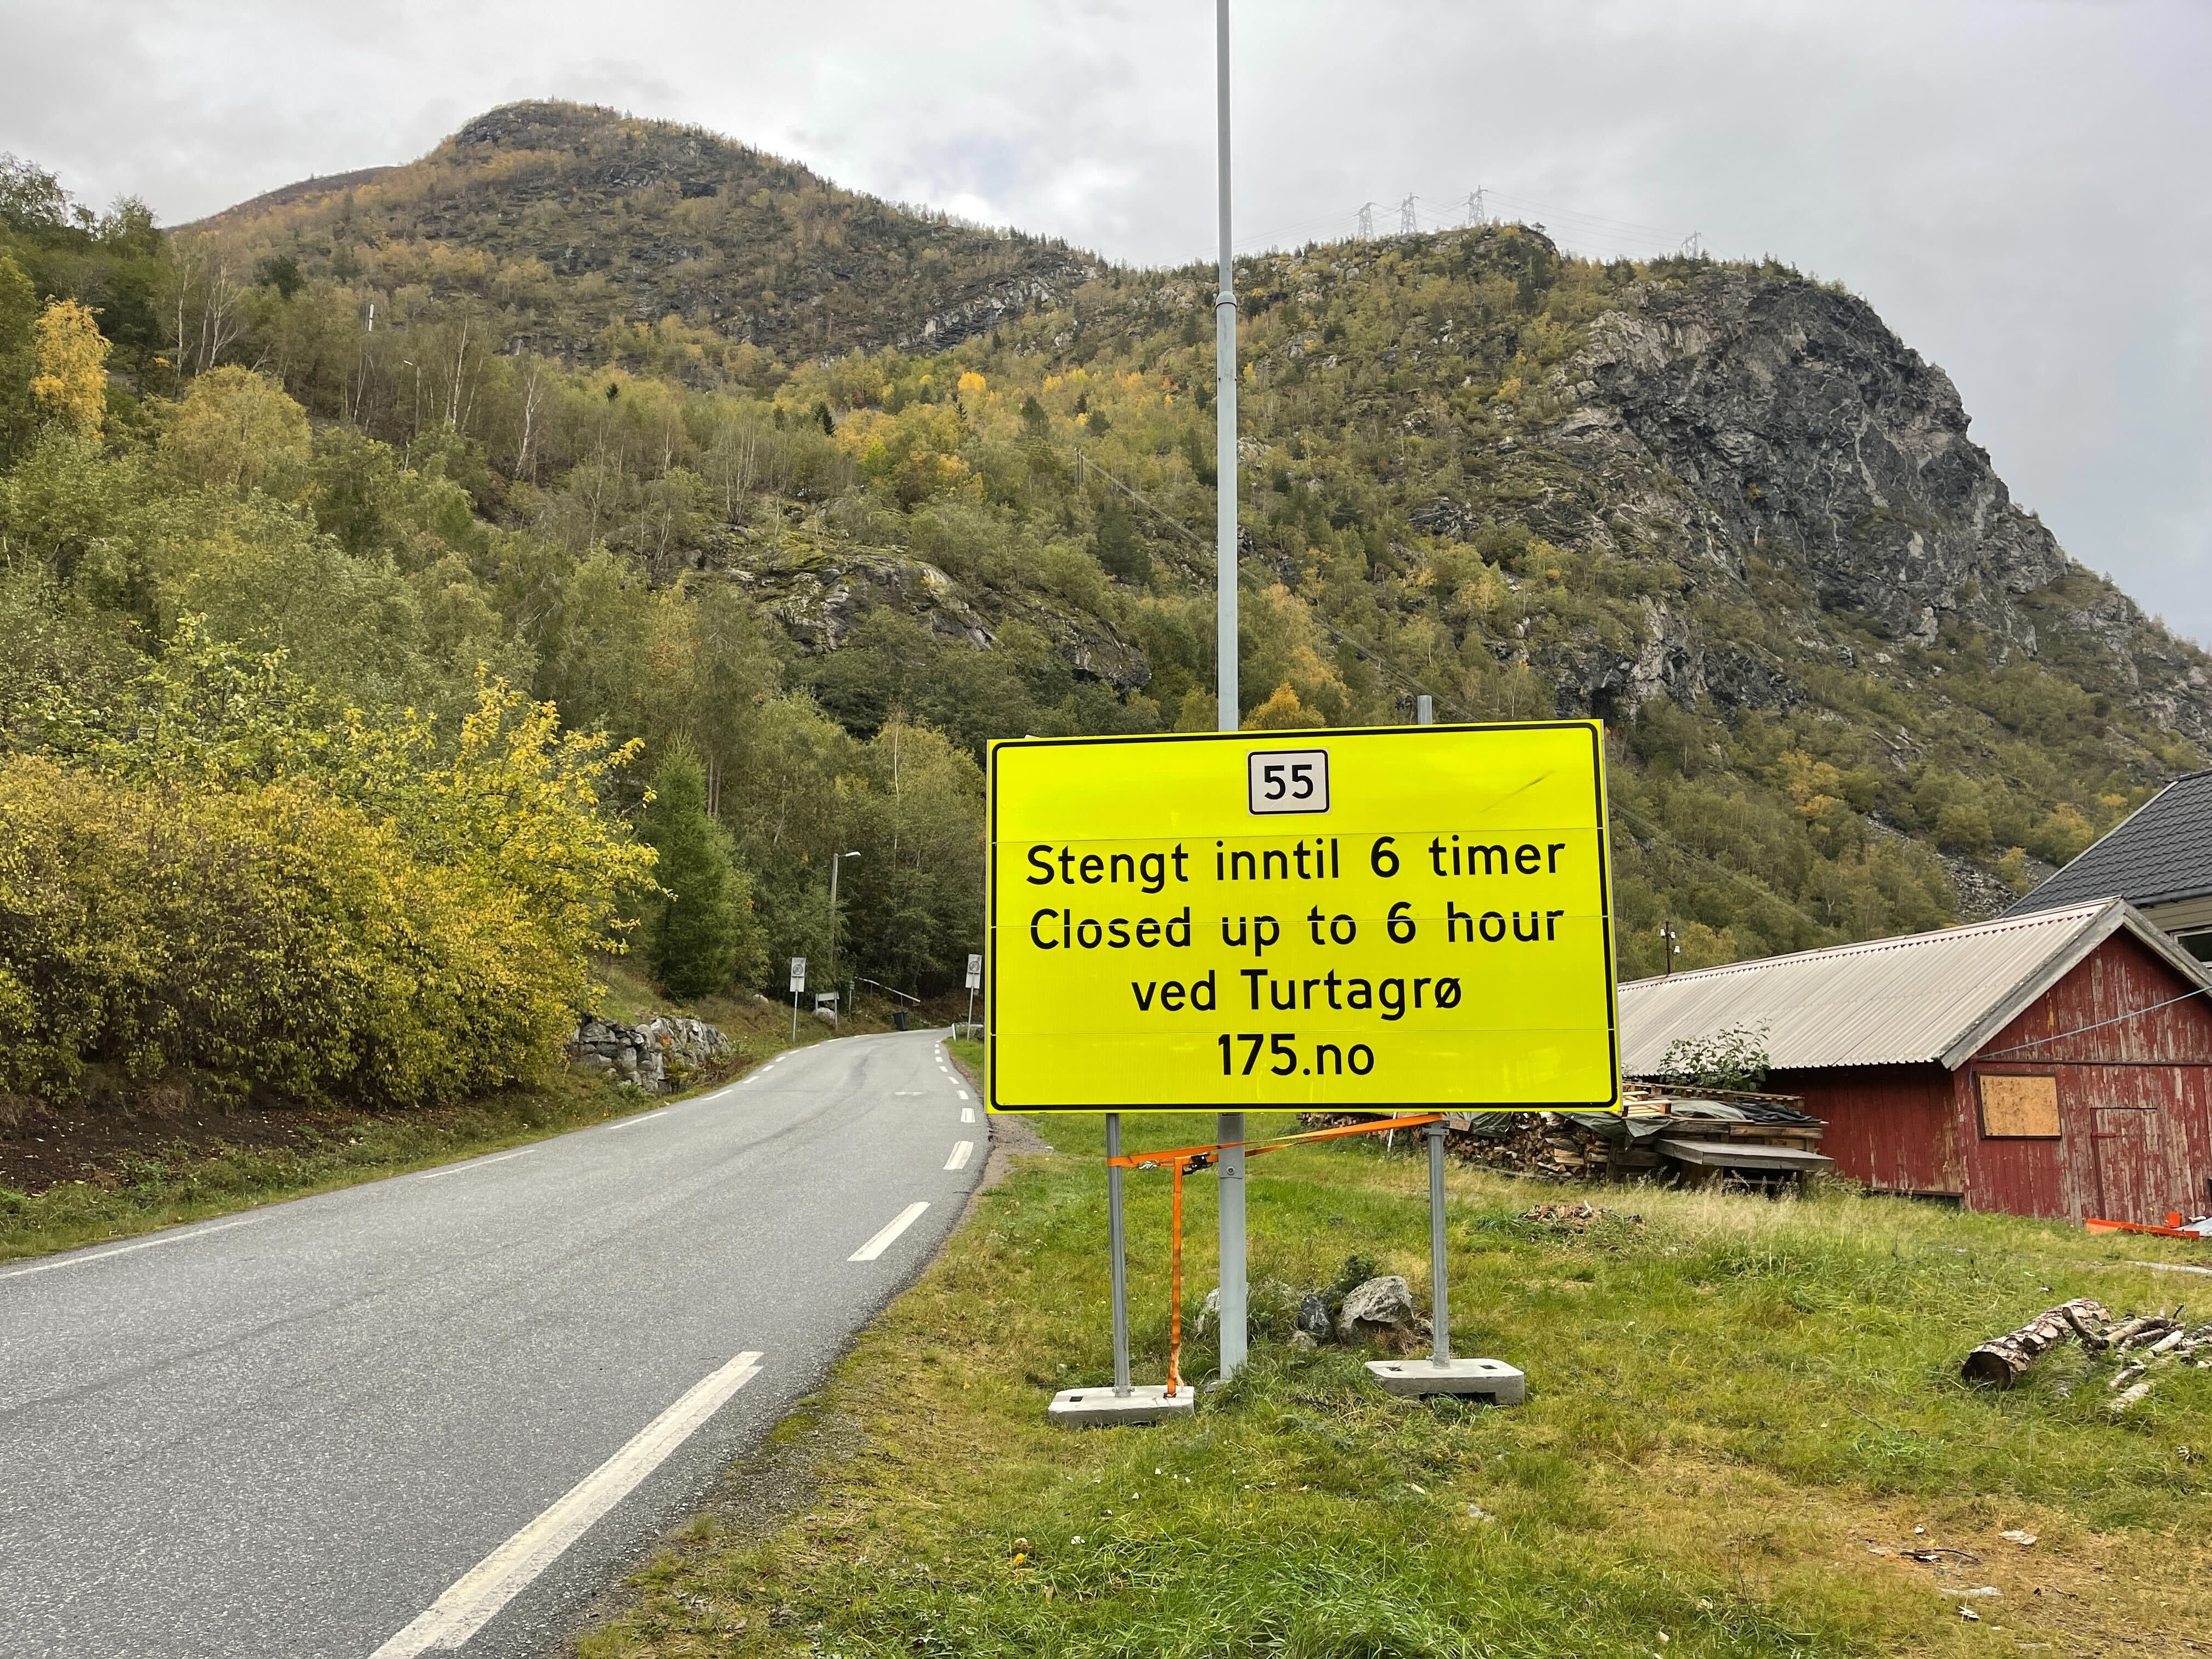 55
Stengt inntil 6 timer
Closed up to 6 hour
ved Turtagrø
175.no